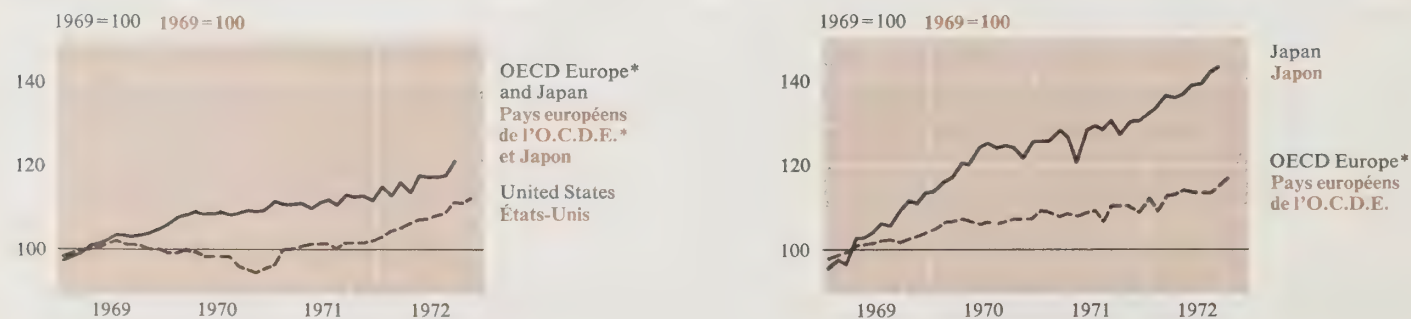 1969=100 1969=100
140
120
100
1969 1970 1971 1972
OECD Europe*
and Japan
Pays européens
de l'O.C.D.E.*
et Japon
United States
États-Unis
1969=100 1969=100
140
120
100
1969 1970 1971 1972
Japan
Japon
OECD Europe*
Pays européens
de l'O.C.D.E.